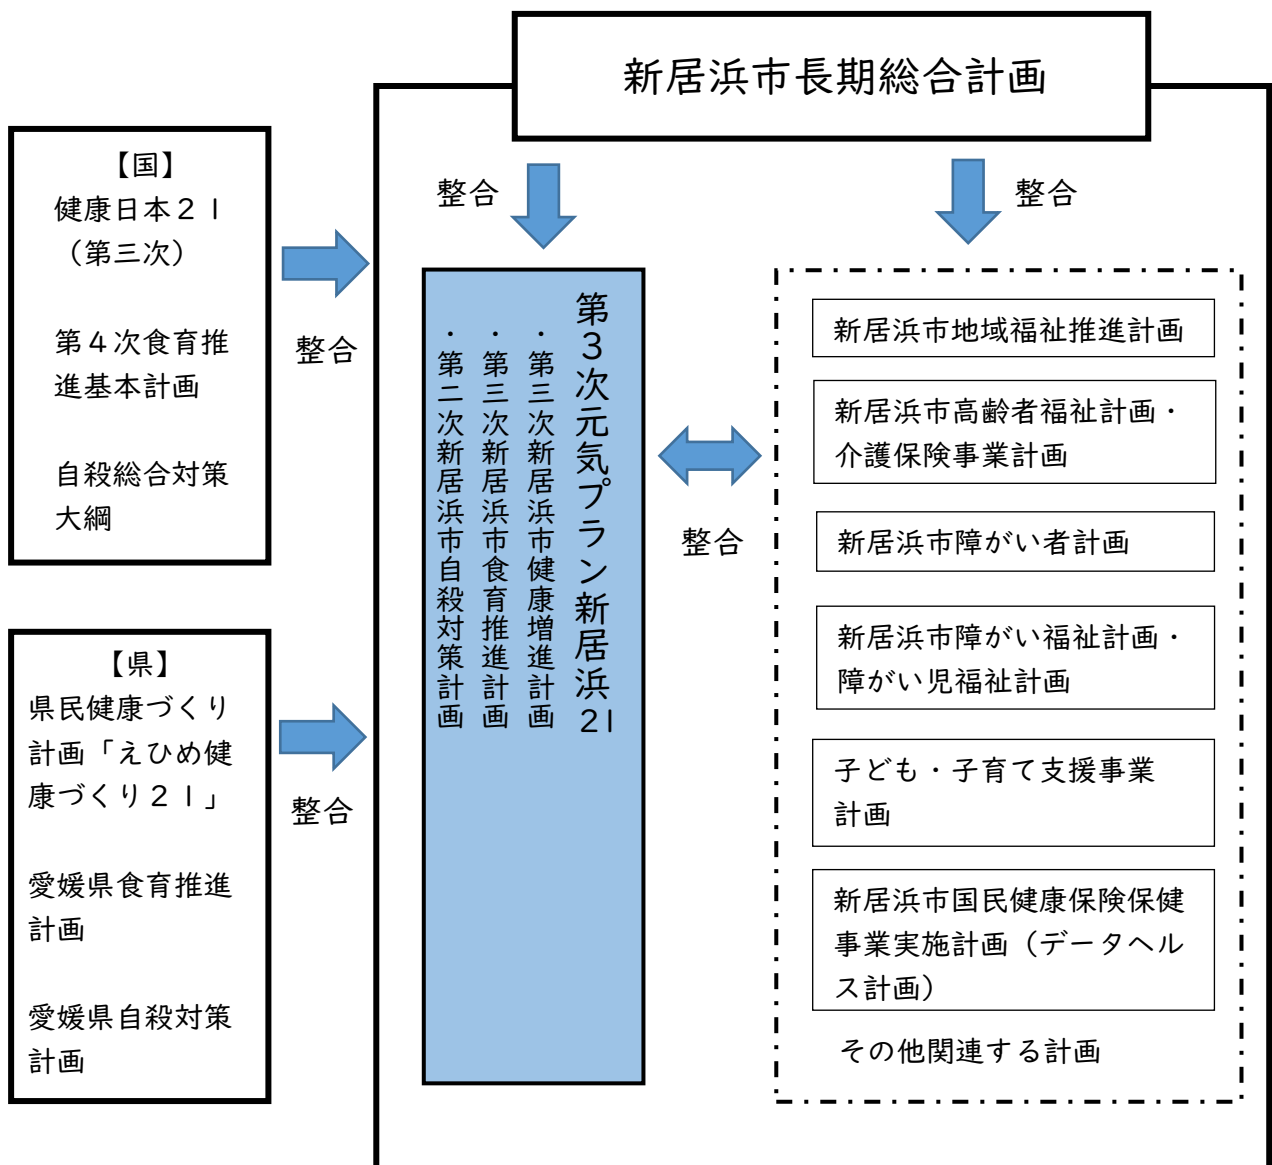 新居浜市長期総合計画
【国】
健康日本２１
（第三次）
第４次食育推
進基本計画
自殺総合対策
大綱
整合
【県】
県民健康づくり
計画「えひめ健
康づくり２１」
愛媛県食育推進
計画
愛媛県自殺対策
計画
整合
整合
整合
第３次元気プラン新居浜21
・第三次新居浜市健康増進計画
・第三次新居浜市食育推進計画
・第二次新居浜市自殺対策計画
整合
新居浜市地域福祉推進計画
新居浜市高齢者福祉計画・
介護保険事業計画
新居浜市障がい者計画
新居浜市障がい福祉計画・
障がい児福祉計画
子ども・子育て支援事業
計画
新居浜市国民健康保険保健
事業実施計画（データヘル
ス計画）
その他関連する計画